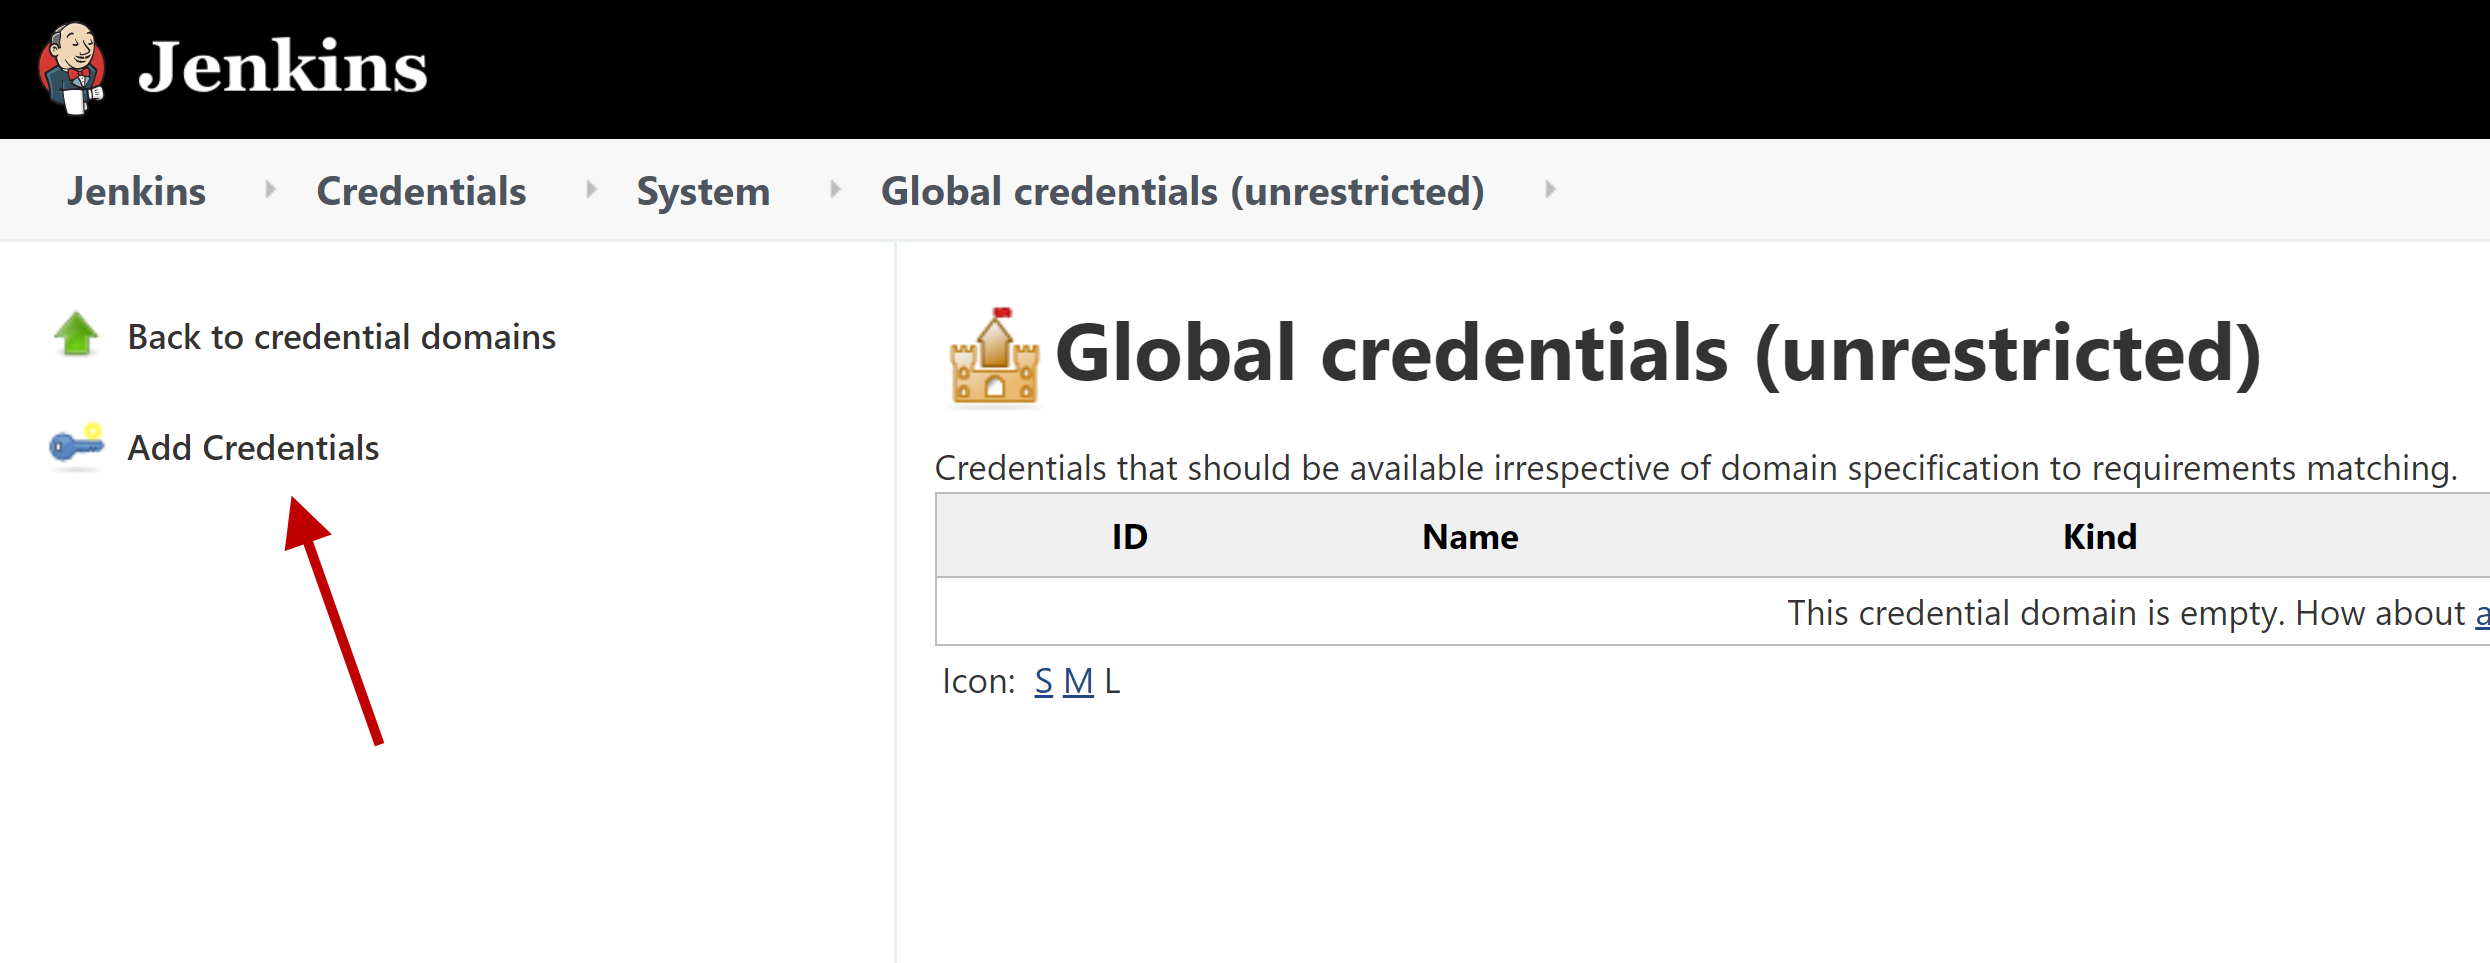 Jenkins
Jenkins Credentials System Global credentials (unrestricted)
Back to credential domains
Add Credentials
Global credentials (unrestricted)
Credentials that should be available irrespective of domain specification to requirements matching.
ID Name Kind
This credential domain is empty. How about
Icon: S M L